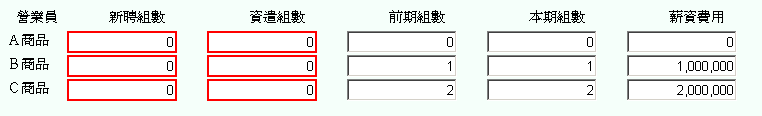 營業員 新聘組數 資遣組數 前期組數 本期組數 薪資費用
A商品 0 0 0 0 0
B商品 0 0 1 1 1,000,000
C商品 0 0 2 2 2,000,000